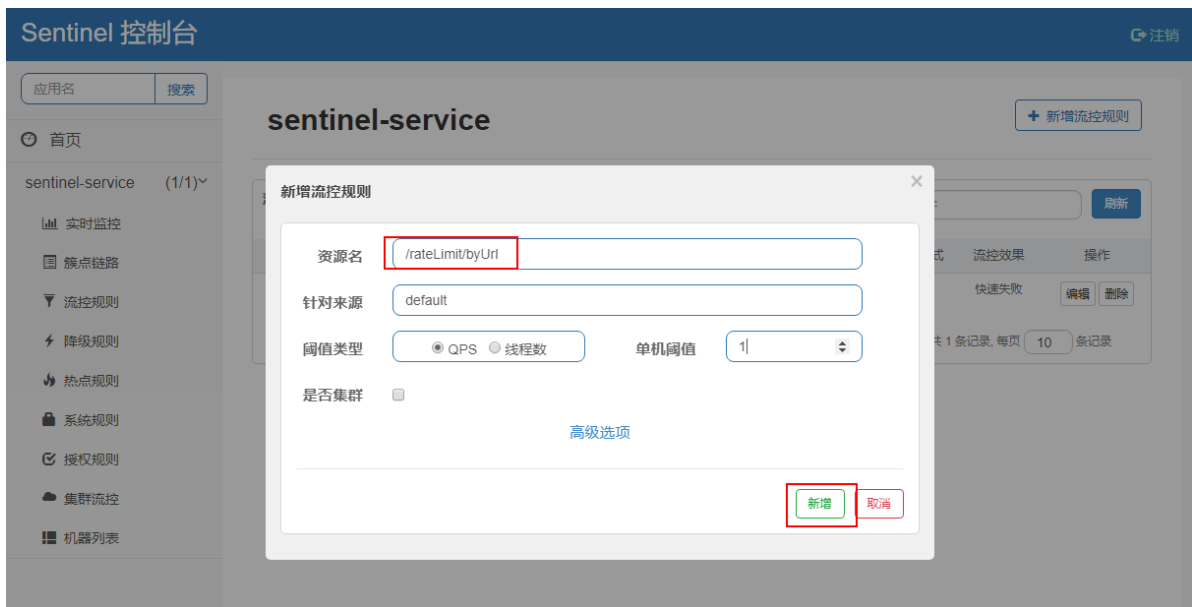 Sentinel 控制台
注销
应用名 搜索
首页
sentinel-service (1/1)
实时监控
簇点链路
流控规则
降级规则
热点规则
系统规则
授权规则
集群流控
机器列表
sentinel-service
+ 新增流控规则
刷新
流控效果 操作
快速失败 编辑 删除
1 条记录, 每页 10 条记录
新增流控规则 ×
资源名 /rateLimit/byUrl
针对来源 default
阈值类型 QPS 线程数 单机阈值 1
是否集群
高级选项
新增 取消